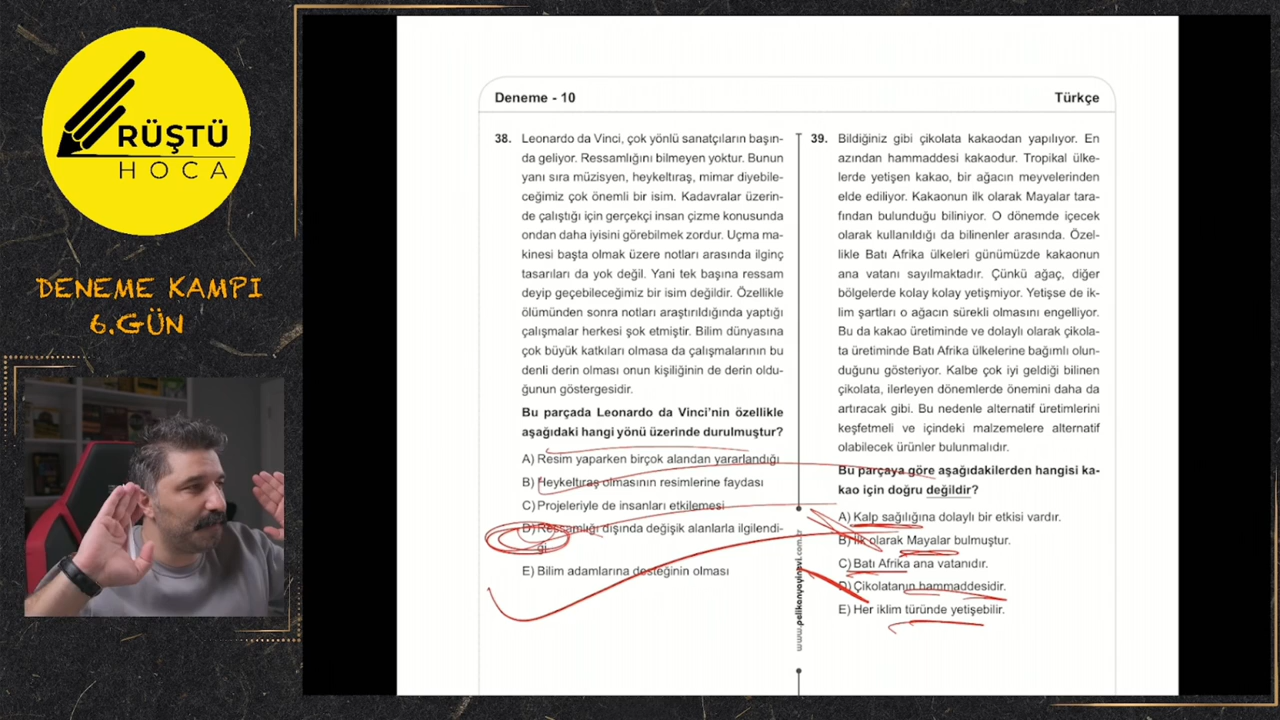 RÜŞTÜ
HOCA
DENEME KAMPI
6.GÜN
Deneme - 10
Türkçe
38. Leonardo da Vinci, çok yönlü sanatçıların başın-
da geliyor. Ressamlığını bilmeyen yoktur. Bunun
yanı sıra müzisyen, heykeltıraş, mimar diyebile-
ceğimiz çok önemli bir isim. Kadavralar üzerin-
de çalıştığı için gerçekçi insan çizme konusunda
ondan daha iyisini görebilmek zordur. Uçma ma-
kinesi başta olmak üzere notları arasında ilginç
tasarıları da yok değil. Yani tek başına ressam
deyip geçebileceğimiz bir isim değildir. Özellikle
ölümünden sonra notları araştırıldığında yaptığı
çalışmalar herkesi şok etmiştir. Bilim dünyasına
çok büyük katkıları olmasa da çalışmalarının bu
denli derin olması onun kişiliğinin de derin oldu-
ğunun göstergesidir.
Bu parçada Leonardo da Vinci'nin özellikle
aşağıdaki hangi yönü üzerinde durulmuştur?
A) Resim yaparken birçok alandan yararlandığı
B) Heykeltıraş olmasının resimlerine faydası
C) Projeleriyle de insanları etkilemesi
D) Ressamlığı dışında değişik alanlarla ilgilendi-
ği
E) Bilim adamlarına desteğinin olması
www.pelikanyayinevi.com.tr
39. Bildiğiniz gibi çikolata kakaodan yapılıyor. En
azından hammaddesi kakaodur. Tropikal ülke-
lerde yetişen kakao, bir ağacın meyvelerinden
elde ediliyor. Kakaonun ilk olarak Mayalar tara-
fından bulunduğu biliniyor. O dönemde içecek
olarak kullanıldığı da bilinenler arasında. Özel-
likle Batı Afrika ülkeleri günümüzde kakaonun
ana vatanı sayılmaktadır. Çünkü ağaç, diğer
bölgelerde kolay kolay yetişmiyor. Yetişse de ik-
lim şartları o ağacın sürekli olmasını engelliyor.
Bu da kakao üretiminde ve dolaylı olarak çikola-
ta üretiminde Batı Afrika ülkelerine bağımlı olun-
duğunu gösteriyor. Kalbe çok iyi geldiği bilinen
çikolata, ilerleyen dönemlerde önemini daha da
artıracak gibi. Bu nedenle alternatif üretimlerini
keşfetmeli ve içindeki malzemelere alternatif
olabilecek ürünler bulunmalıdır.
Bu parçaya göre aşağıdakilerden hangisi ka-
kao için doğru değildir?
A) Kalp sağılığına dolaylı bir etkisi vardır.
B) İlk olarak Mayalar bulmuştur.
C) Batı Afrika ana vatanıdır.
D) Çikolatanın hammaddesidir.
E) Her iklim türünde yetişebilir.